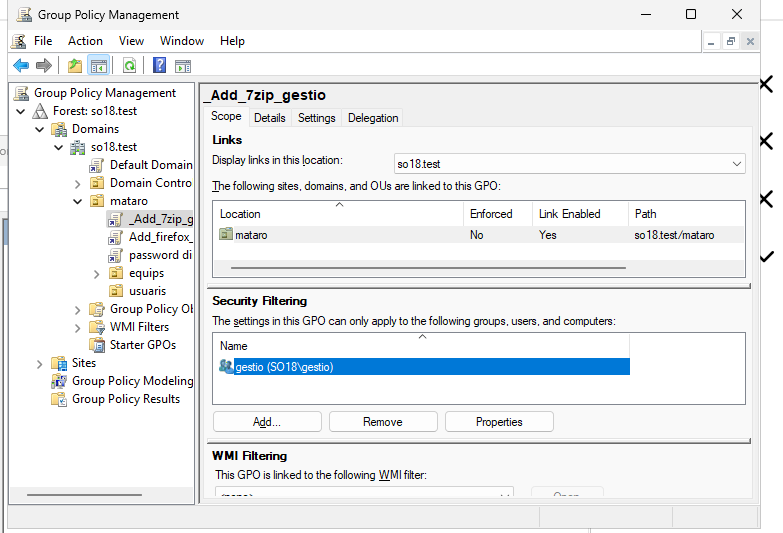 Group Policy Management
File Action View Window Help
Group Policy Management
Forest: so18.test
Domains
so18.test
Default Domain
Domain Contro
mataro
_Add_7zip_g
Add_firefox_
password di
equips
usuaris
Group Policy Ob
WMI Filters
Starter GPOs
Sites
Group Policy Modeling
Group Policy Results
_Add_7zip_gestio
Scope Details Settings Delegation
Links
Display links in this location: so18.test
The following sites, domains, and OUs are linked to this GPO:
Location Enforced Link Enabled Path
mataro No Yes so18.test/mataro
Security Filtering
The settings in this GPO can only apply to the following groups, users, and computers:
Name
gestio (SO18\gestio)
Add... Remove Properties
WMI Filtering
This GPO is linked to the following WMI filter: